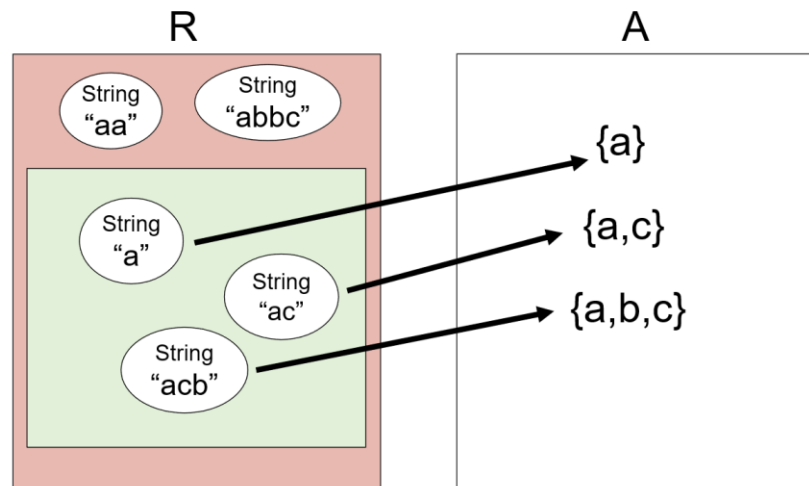 R
A
String
“aa”
String
“abbc”
String
“a”
String
“ac”
String
“acb”
{a}
{a,c}
{a,b,c}